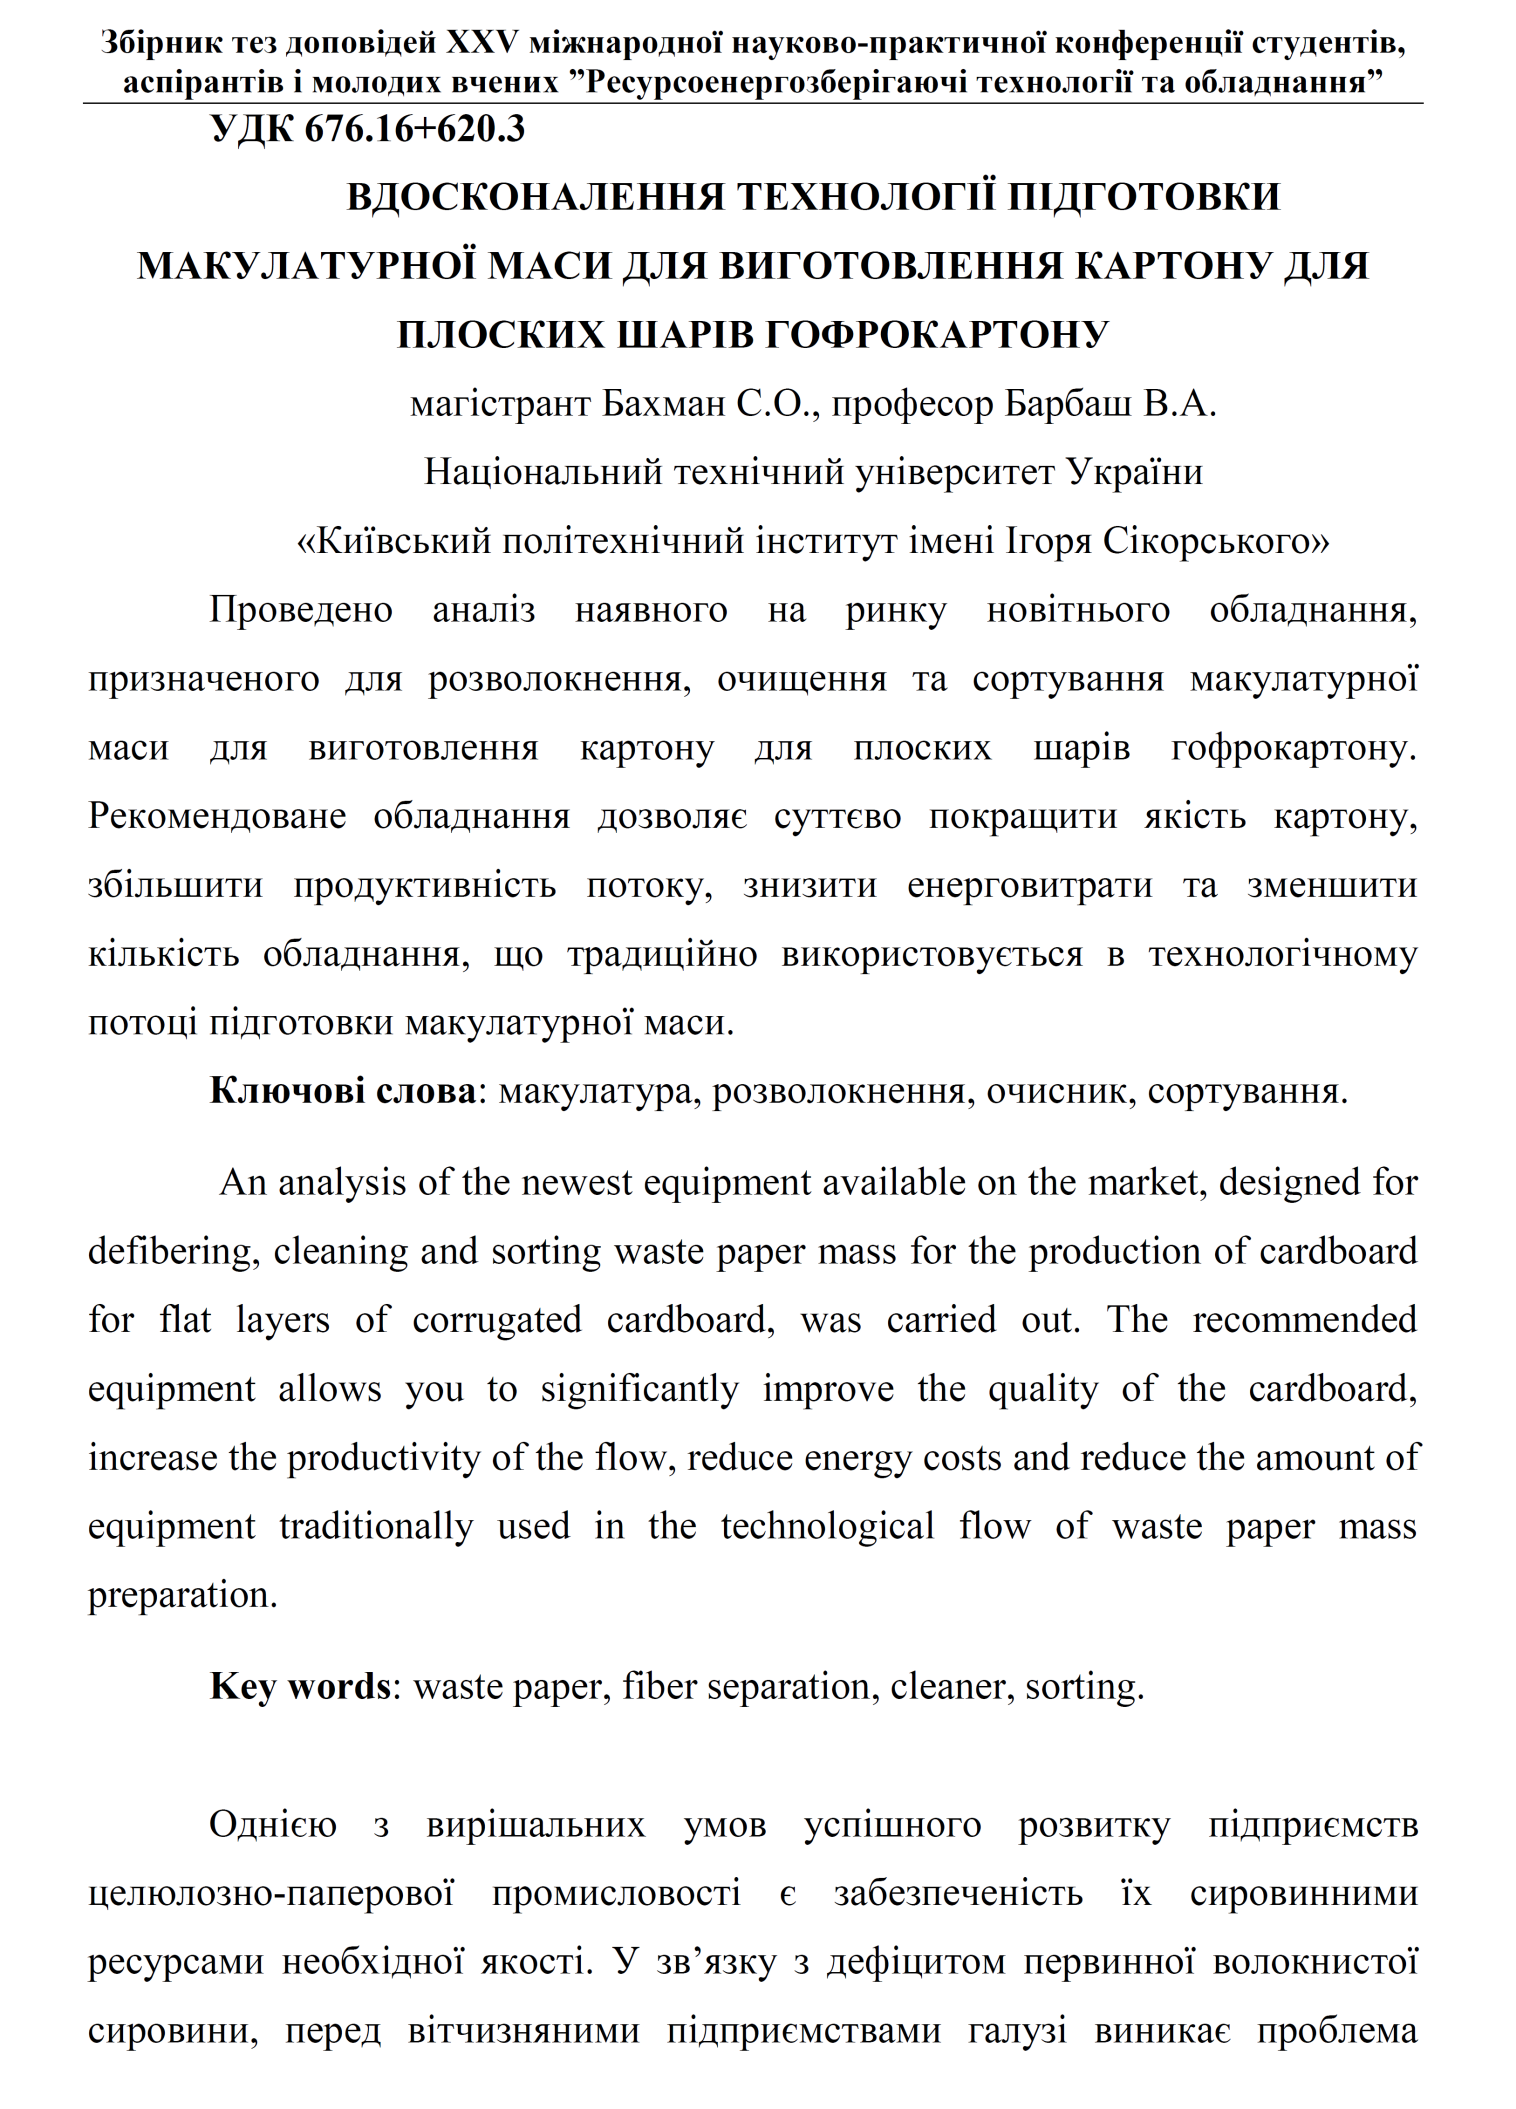 Збірник тез доповідей XXV міжнародної науково-практичної конференції студентів,
аспірантів і молодих вчених ”Ресурсоенергозберігаючі технології та обладнання”
УДК 676.16+620.3
ВДОСКОНАЛЕННЯ ТЕХНОЛОГІЇ ПІДГОТОВКИ
МАКУЛАТУРНОЇ МАСИ ДЛЯ ВИГОТОВЛЕННЯ КАРТОНУ ДЛЯ
ПЛОСКИХ ШАРІВ ГОФРОКАРТОНУ
магістрант Бахман С.О., професор Барбаш В.А.
Національний технічний університет України
«Київський політехнічний інститут імені Ігоря Сікорського»
Проведено аналіз наявного на ринку новітнього обладнання,
призначеного для розволокнення, очищення та сортування макулатурної
маси для виготовлення картону для плоских шарів гофрокартону.
Рекомендоване обладнання дозволяє суттєво покращити якість картону,
збільшити продуктивність потоку, знизити енерговитрати та зменшити
кількість обладнання, що традиційно використовується в технологічному
потоці підготовки макулатурної маси.
Ключові слова: макулатура, розволокнення, очисник, сортування.
An analysis of the newest equipment available on the market, designed for
defibering, cleaning and sorting waste paper mass for the production of cardboard
for flat layers of corrugated cardboard, was carried out. The recommended
equipment allows you to significantly improve the quality of the cardboard,
increase the productivity of the flow, reduce energy costs and reduce the amount of
equipment traditionally used in the technological flow of waste paper mass
preparation.
Key words: waste paper, fiber separation, cleaner, sorting.
Однією з вирішальних умов успішного розвитку підприємств
целюлозно-паперової промисловості є забезпеченість їх сировинними
ресурсами необхідної якості. У зв’язку з дефіцитом первинної волокнистої
сировини, перед вітчизняними підприємствами галузі виникає проблема